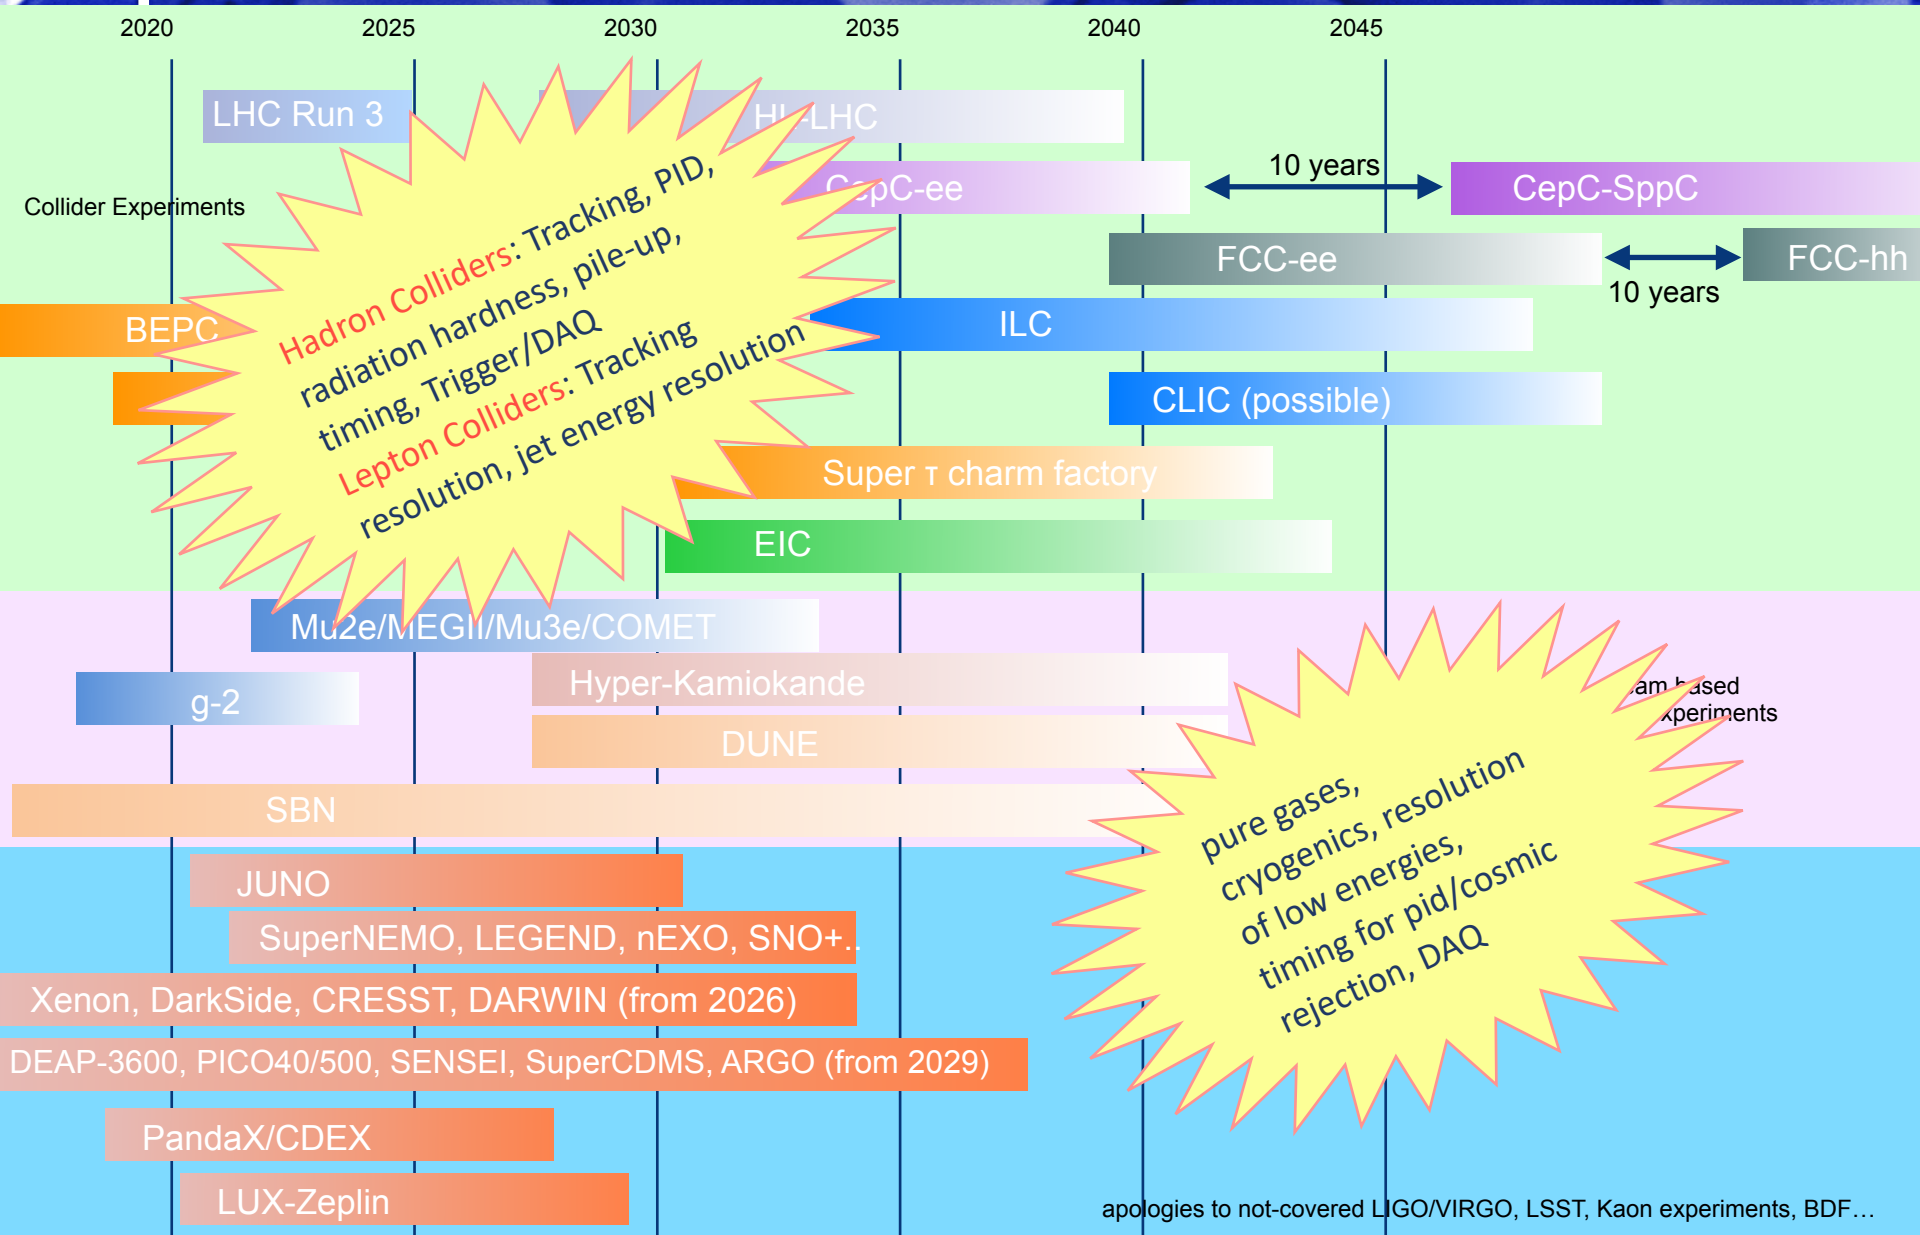 2020 2025 2030 2035 2040 2045
LHC Run 3
HL-LHC
CepC-ee
10 years
CepC-SppC
Collider Experiments
FCC-ee
10 years
FCC-hh
BEPC
ILC
CLIC (possible)
Super τ charm factory
EIC
Hadron Colliders: Tracking, PID,
radiation hardness, pile-up,
timing, Trigger/DAQ
Lepton Colliders: Tracking
resolution, jet energy resolution
Mu2e/MEGII/Mu3e/COMET
Hyper-Kamiokande
g-2
eam based
xperiments
DUNE
SBN
pure gases,
cryogenics, resolution
of low energies,
timing for pid/cosmic
rejection, DAQ
JUNO
SuperNEMO, LEGEND, nEXO, SNO+..
Xenon, DarkSide, CRESST, DARWIN (from 2026)
DEAP-3600, PICO40/500, SENSEI, SuperCDMS, ARGO (from 2029)
PandaX/CDEX
LUX-Zeplin
apologies to not-covered LIGO/VIRGO, LSST, Kaon experiments, BDF…